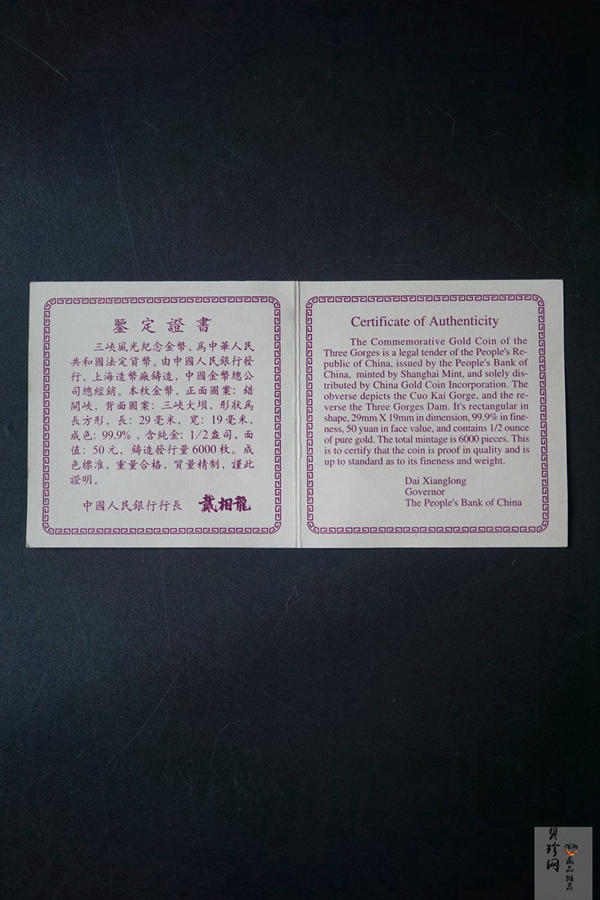 鑒定證書
三峽風光紀念金幣，爲中華人民
共和國法定貨幣。由中國人民銀行發
行，上海造幣廠鑄造，中國金幣總公
司總經銷。本枚金幣，正面圖案：錯
開峽，背面圖案：三峽大垻，形狀爲
長方形，長：29毫米，寬：19毫米，
成色：99.9%，含純金：1/2盎司，面
值：50元，鑄造發行量6000枚。成
色標准，重量合格，質量精制，謹此
證明。
中國人民銀行行長 戴相龍
Certificate of Authenticity
The Commemorative Gold Coin of the
Three Gorges is a legal tender of the People's Re-
public of China, issued by the People's Bank of
China, minted by Shanghai Mint, and solely dis-
tributed by China Gold Coin Incorporation. The
obverse depicts the Cuo Kai Gorge, and the re-
verse the Three Gorges Dam. It's rectangular in
shape, 29mm X 19mm in dimension, 99.9% in fine-
ness, 50 yuan in face value, and contains 1/2 ounce
of pure gold. The total mintage is 6000 pieces. This
is to certify that the coin is proof in quality and is
up to standard as to its fineness and weight.
Dai Xianglong
Governor
The People's Bank of China
貝珍网
藏品推荐